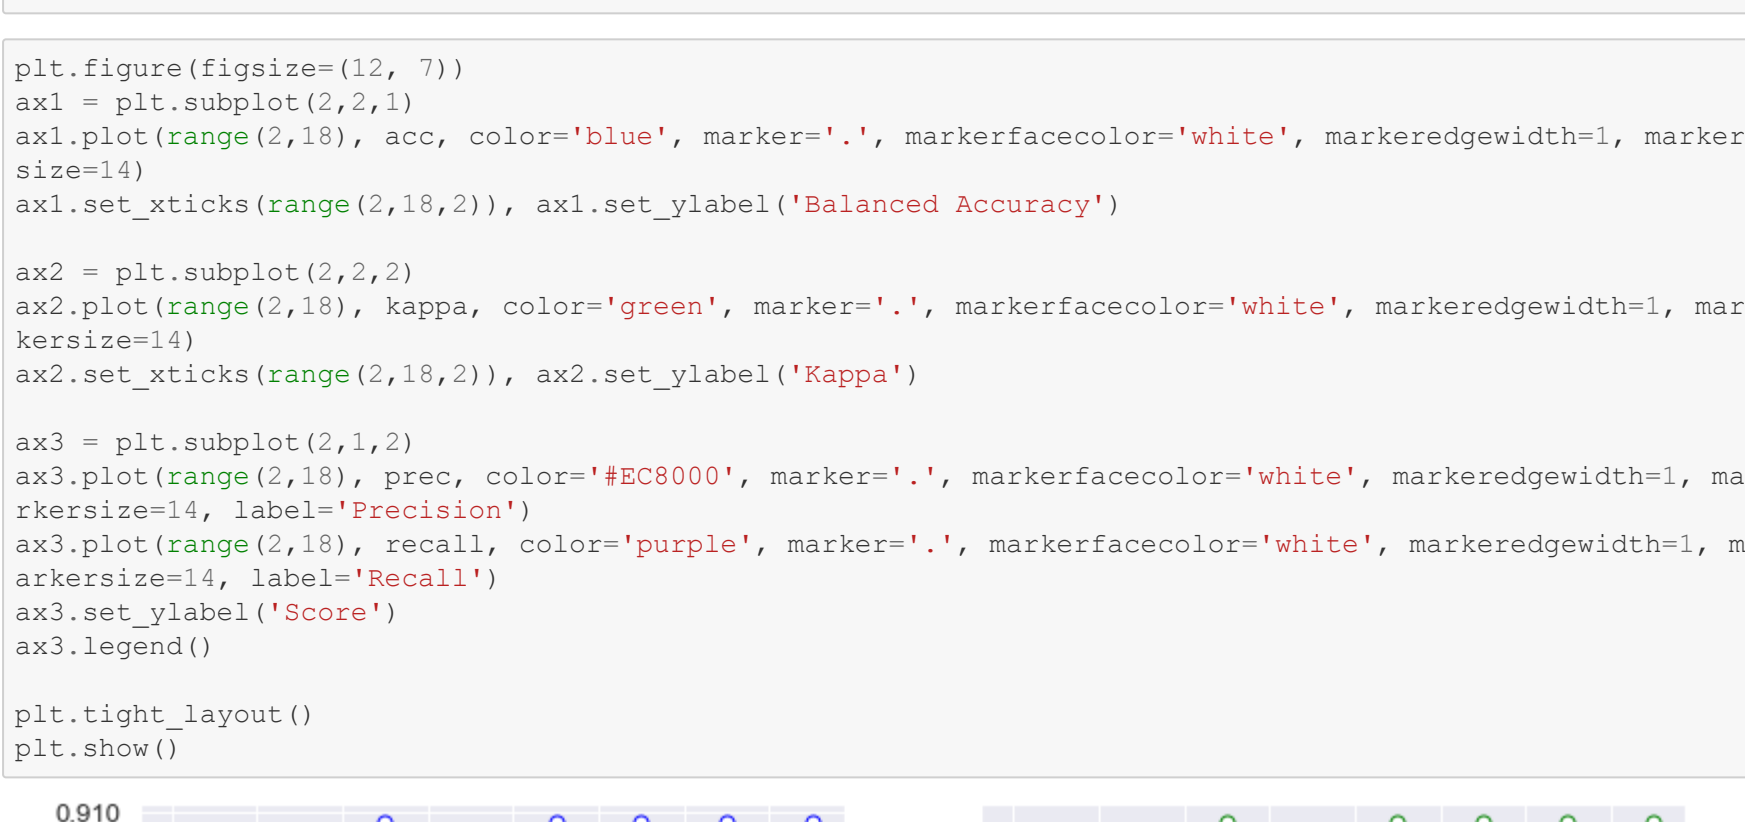 plt.figure(figsize=(12, 7))
ax1 = plt.subplot(2,2,1)
ax1.plot(range(2,18), acc, color='blue', marker='.', markerfacecolor='white', markeredgewidth=1, marker
size=14)
ax1.set_xticks(range(2,18,2)), ax1.set_ylabel('Balanced Accuracy')
ax2 = plt.subplot(2,2,2)
ax2.plot(range(2,18), kappa, color='green', marker='.', markerfacecolor='white', markeredgewidth=1, mar
kersize=14)
ax2.set_xticks(range(2,18,2)), ax2.set_ylabel('Kappa')
ax3 = plt.subplot(2,1,2)
ax3.plot(range(2,18), prec, color='#EC8000', marker='.', markerfacecolor='white', markeredgewidth=1, ma
rkersize=14, label='Precision')
ax3.plot(range(2,18), recall, color='purple', marker='.', markerfacecolor='white', markeredgewidth=1, m
arkersize=14, label='Recall')
ax3.set_ylabel('Score')
ax3.legend()
plt.tight_layout()
plt.show()
0.910